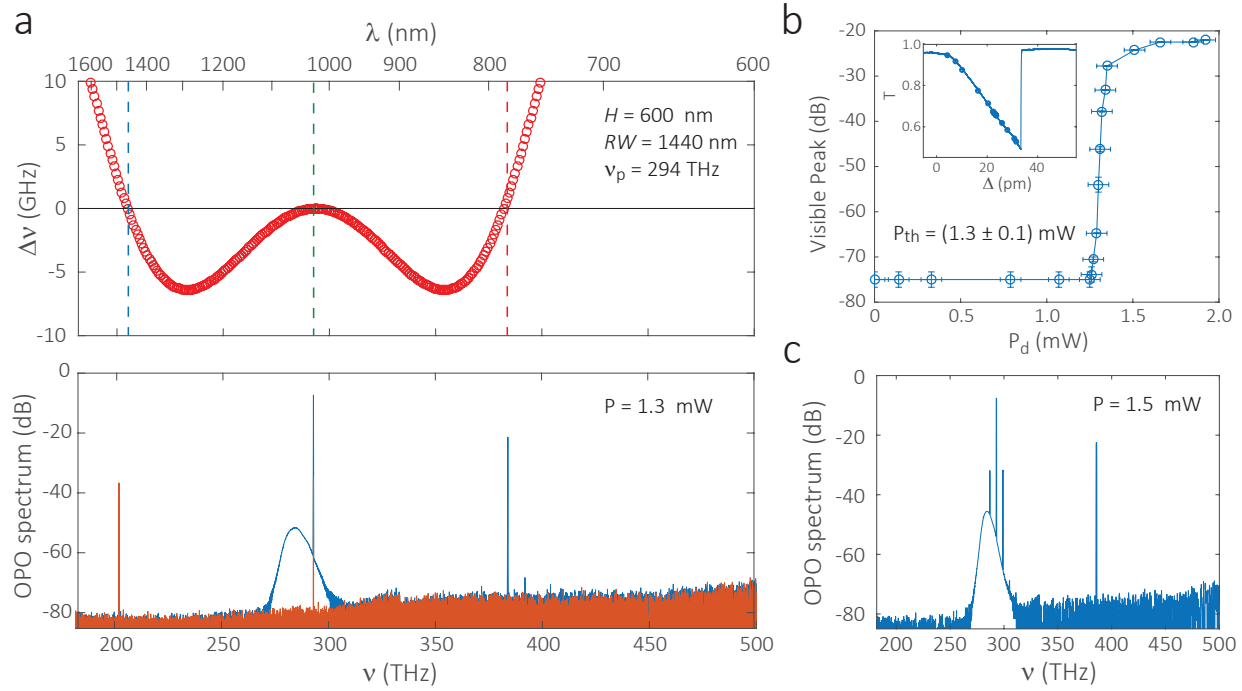 a
λ (nm)
1600 1400 1200 1000 900 800 700 600
10
5
0
-5
-10
Δν (GHz)
H = 600 nm
RW = 1440 nm
νp = 294 THz
0
-20
-40
-60
-80
OPO spectrum (dB)
P = 1.3 mW
200 250 300 350 400 450 500
ν (THz)
b
-20
-30
-40
-50
-60
-70
-80
Visible Peak (dB)
1.0
0.8
0.6
T
0 20 40
Δ (pm)
Pth = (1.3 ± 0.1) mW
0 0.5 1.0 1.5 2.0
P_d (mW)
c
0
-20
-40
-60
-80
OPO spectrum (dB)
P = 1.5 mW
200 250 300 350 400 450 500
ν (THz)